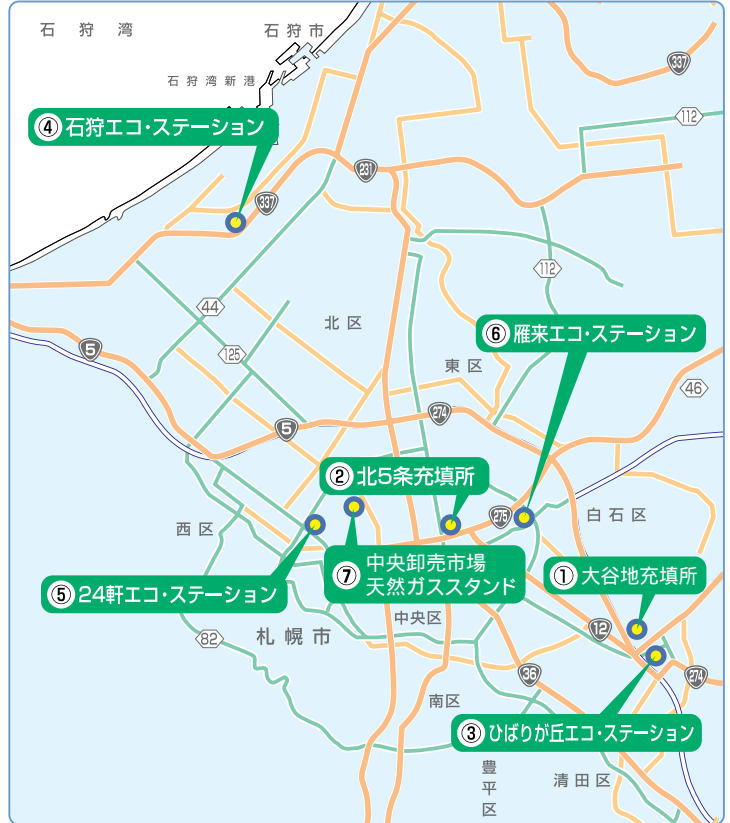 石狩湾
石狩市
石狩湾新港
337
112
④石狩エコ・ステーション
231
337
112
44
北区
⑥雁来エコ・ステーション
5
125
東区
46
274
5
②北5条充填所
275
白石区
西区
⑦中央卸売市場
天然ガススタンド
①大谷地充填所
⑤24軒エコ・ステーション
中央区
12
札幌市
82
36
274
南区
③ひばりが丘エコ・ステーション
豊平区
清田区